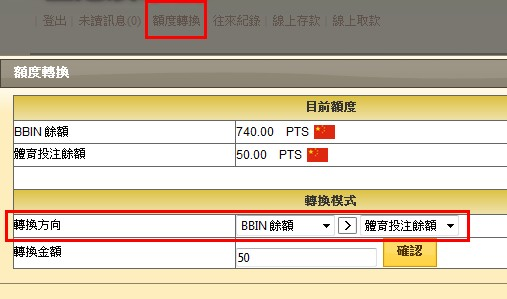 登出 | 未讀訊息(0) | 額度轉換 | 往來紀錄 | 線上存款 | 線上取款
額度轉換
目前額度
BBIN 餘額 740.00 PTS
體育投注餘額 50.00 PTS
轉換模式
轉換方向 BBIN 餘額 > 體育投注餘額
轉換金額 50 確認